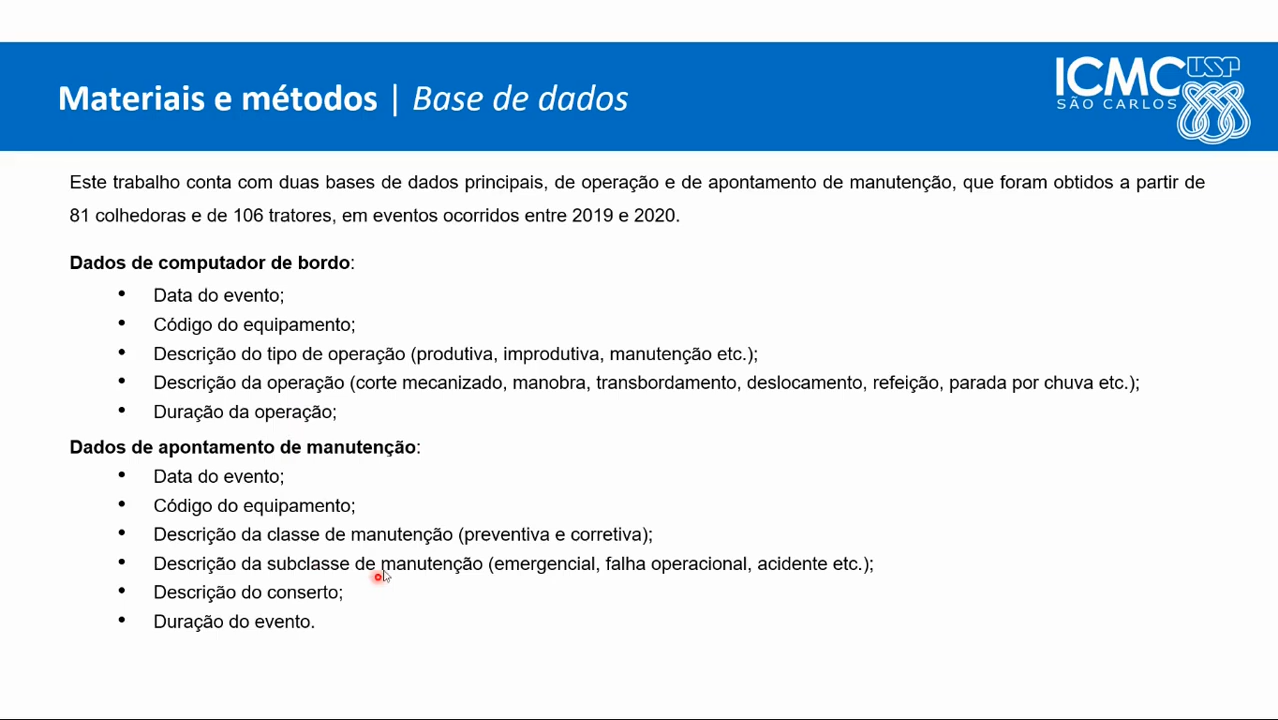 Materiais e métodos | Base de dados
ICMC USP
SÃO CARLOS
Este trabalho conta com duas bases de dados principais, de operação e de apontamento de manutenção, que foram obtidos a partir de
81 colhedoras e de 106 tratores, em eventos ocorridos entre 2019 e 2020.
Dados de computador de bordo:
• Data do evento;
• Código do equipamento;
• Descrição do tipo de operação (produtiva, improdutiva, manutenção etc.);
• Descrição da operação (corte mecanizado, manobra, transbordamento, deslocamento, refeição, parada por chuva etc.);
• Duração da operação;
Dados de apontamento de manutenção:
• Data do evento;
• Código do equipamento;
• Descrição da classe de manutenção (preventiva e corretiva);
• Descrição da subclasse de manutenção (emergencial, falha operacional, acidente etc.);
• Descrição do conserto;
• Duração do evento.